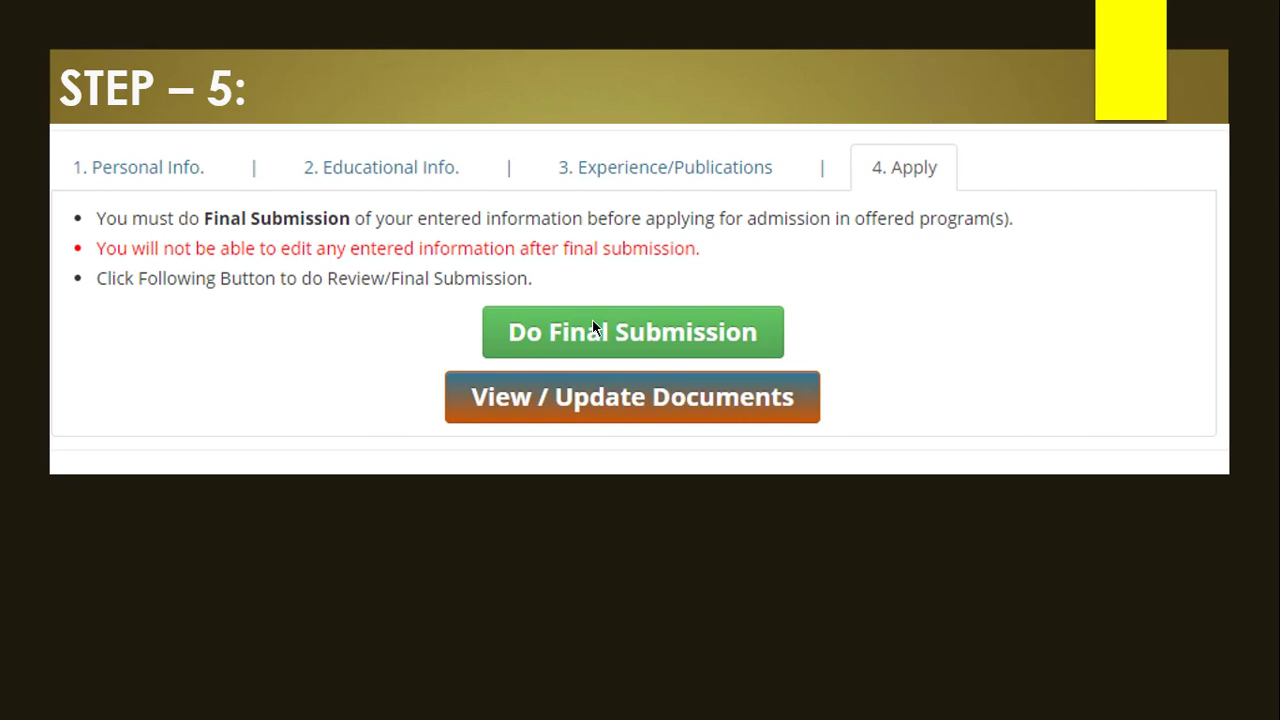 STEP – 5:
1. Personal Info. | 2. Educational Info. | 3. Experience/Publications | 4. Apply
• You must do Final Submission of your entered information before applying for admission in offered program(s).
• You will not be able to edit any entered information after final submission.
• Click Following Button to do Review/Final Submission.
Do Final Submission
View / Update Documents